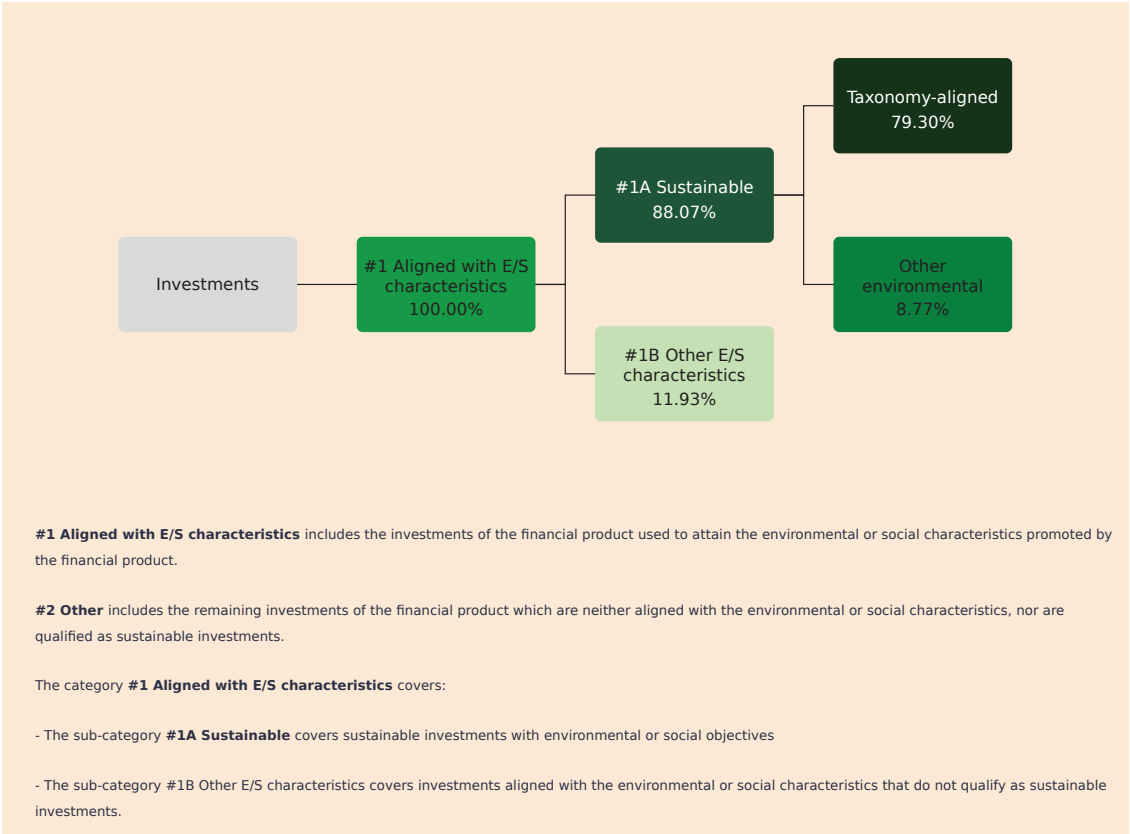 Taxonomy-aligned
79.30%
#1A Sustainable
88.07%
Investments
#1 Aligned with E/S
characteristics
100.00%
Other
environmental
8.77%
#1B Other E/S
characteristics
11.93%
#1 Aligned with E/S characteristics includes the investments of the financial product used to attain the environmental or social characteristics promoted by
the financial product.
#2 Other includes the remaining investments of the financial product which are neither aligned with the environmental or social characteristics, nor are
qualified as sustainable investments.
The category #1 Aligned with E/S characteristics covers:
- The sub-category #1A Sustainable covers sustainable investments with environmental or social objectives
- The sub-category #1B Other E/S characteristics covers investments aligned with the environmental or social characteristics that do not qualify as sustainable
investments.